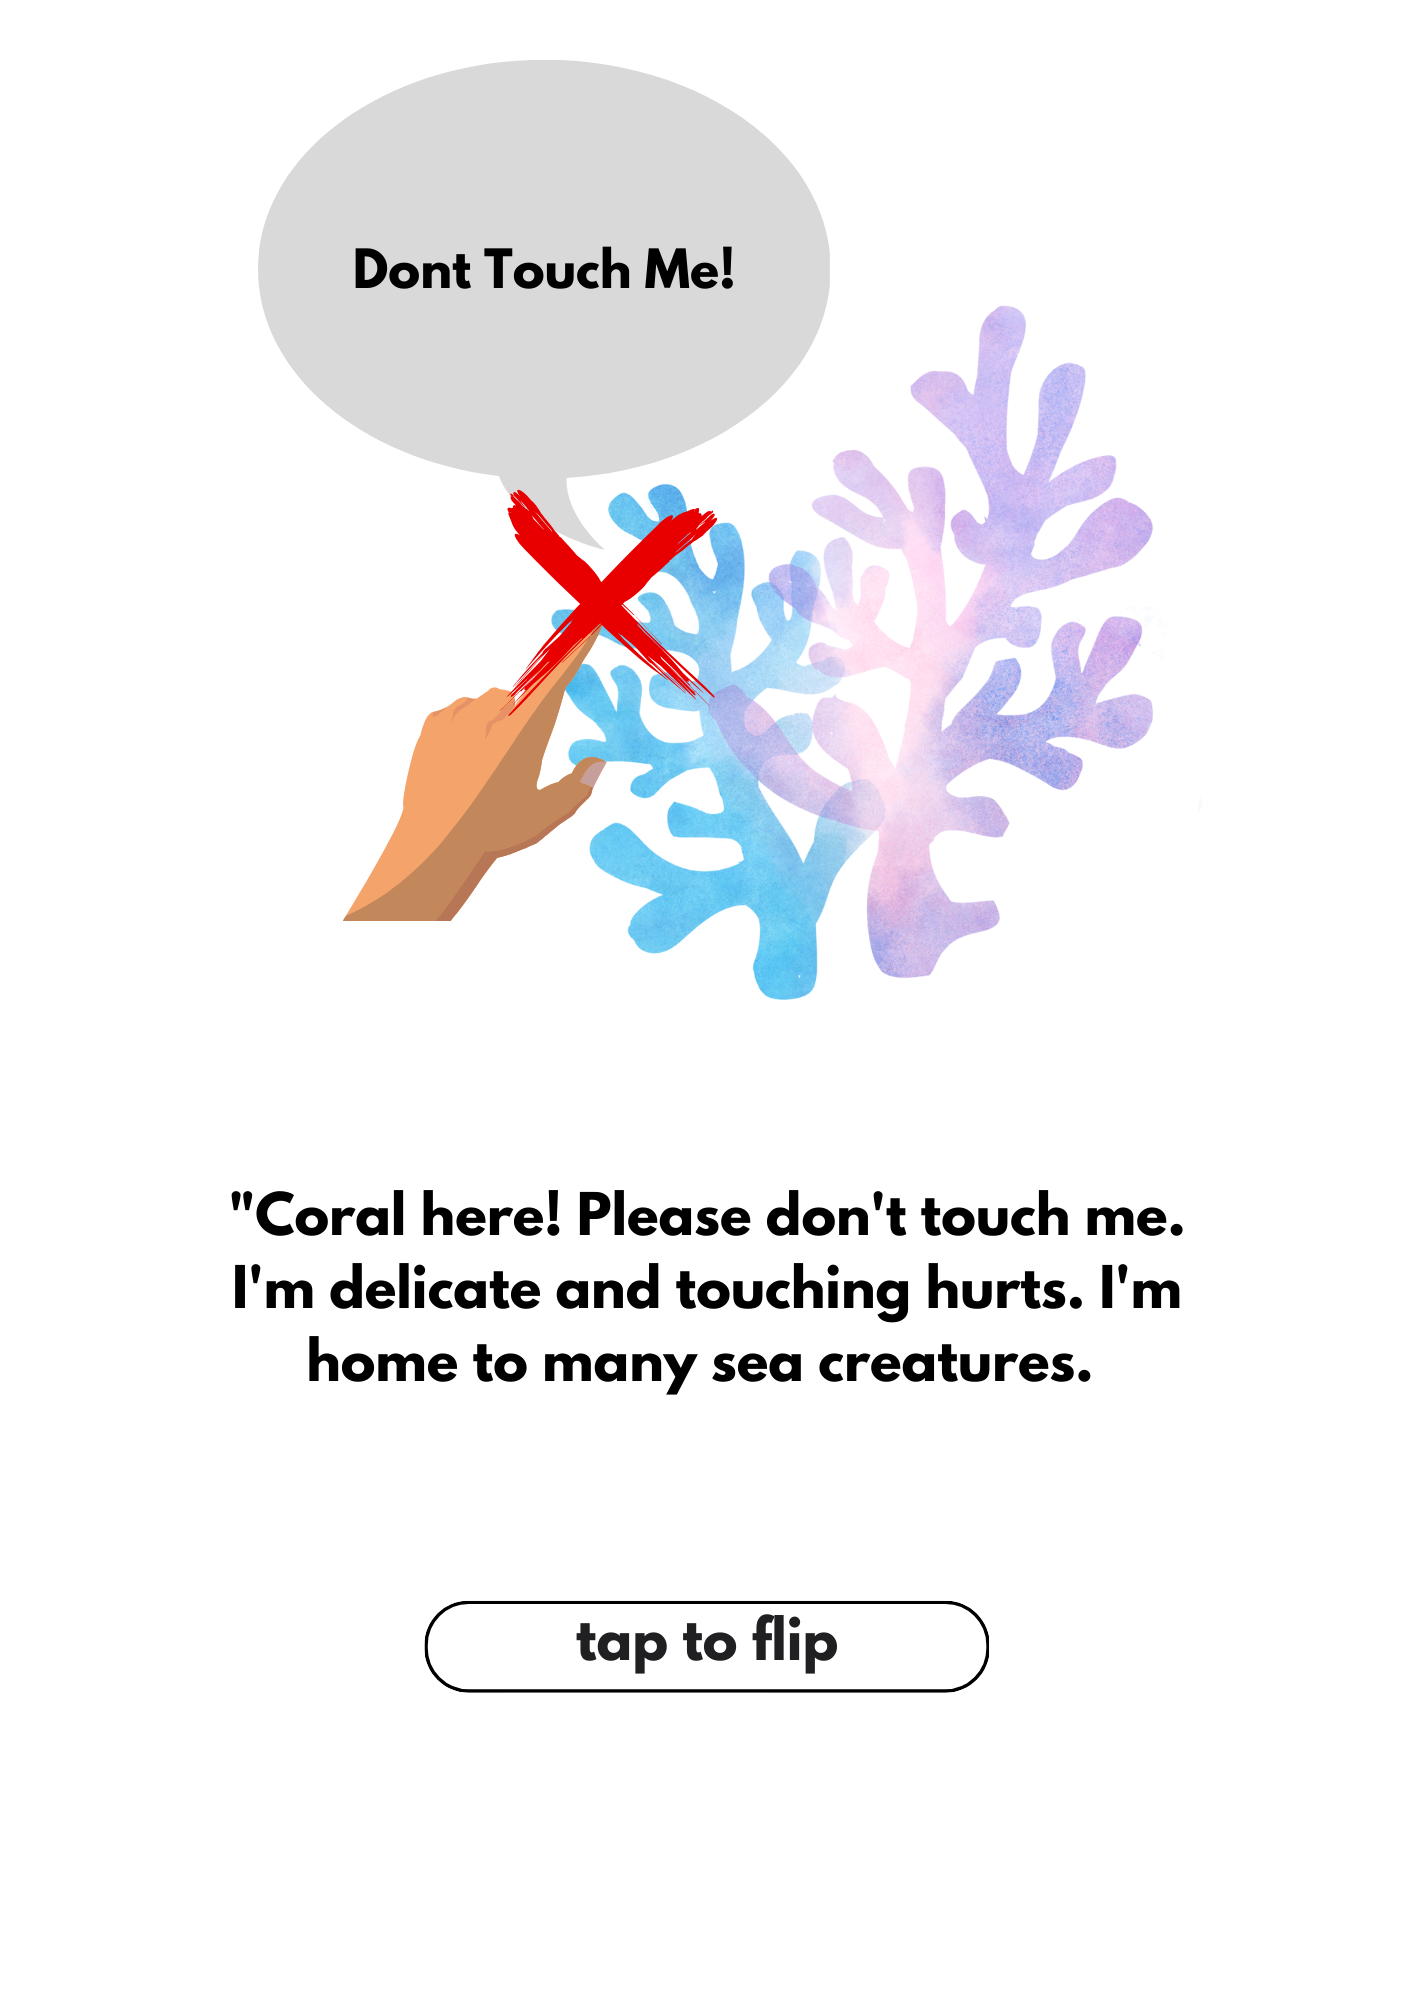 Dont Touch Me!
"Coral here! Please don't touch me.
I'm delicate and touching hurts. I'm
home to many sea creatures.
tap to flip